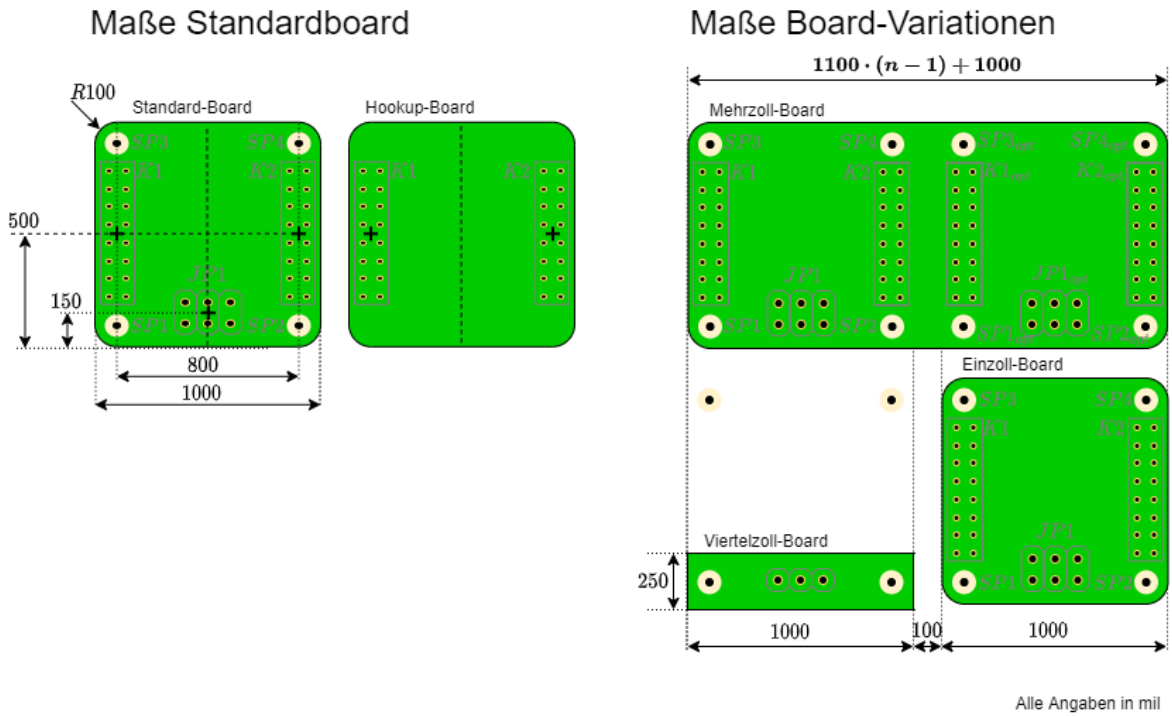 Maße Standardboard
R100
Standard-Board
Hookup-Board
SP3
SP4
K1
K2
K1
K2
500
JP1
150
SP1
SP2
800
1000
Maße Board-Variationen
1100 · (n − 1) + 1000
Mehrzoll-Board
SP3
SP4
SP3opt
SP4opt
K1
K2
K1opt
K2opt
JP1
JP1opt
SP1
SP2
SP1opt
SP2opt
Einzoll-Board
SP3
SP4
K1
K2
Viertelzoll-Board
JP1
250
SP1
SP2
1000
100
1000
Alle Angaben in mil